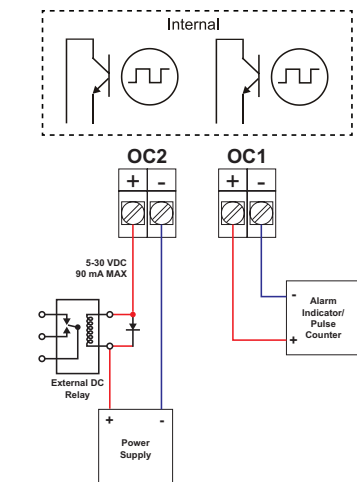 Internal
OC2 OC1
+ - + -
5-30 VDC
90 mA MAX
-
Alarm
Indicator/
Pulse
Counter
+
External DC
Relay
+ -
Power
Supply